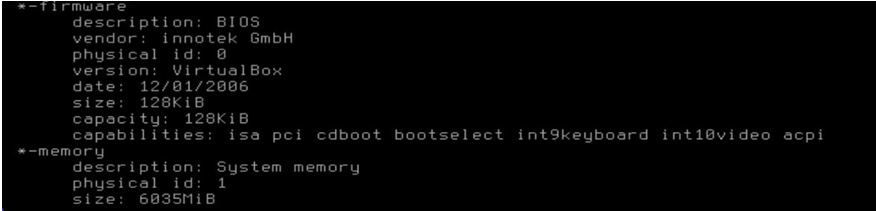 *-firmware
description: BIOS
vendor: innotek GmbH
physical id: 0
version: VirtualBox
date: 12/01/2006
size: 128KiB
capacity: 128KiB
capabilities: isa pci cdboot bootselect int9keyboard int10video acpi
*-memory
description: System memory
physical id: 1
size: 6035MiB